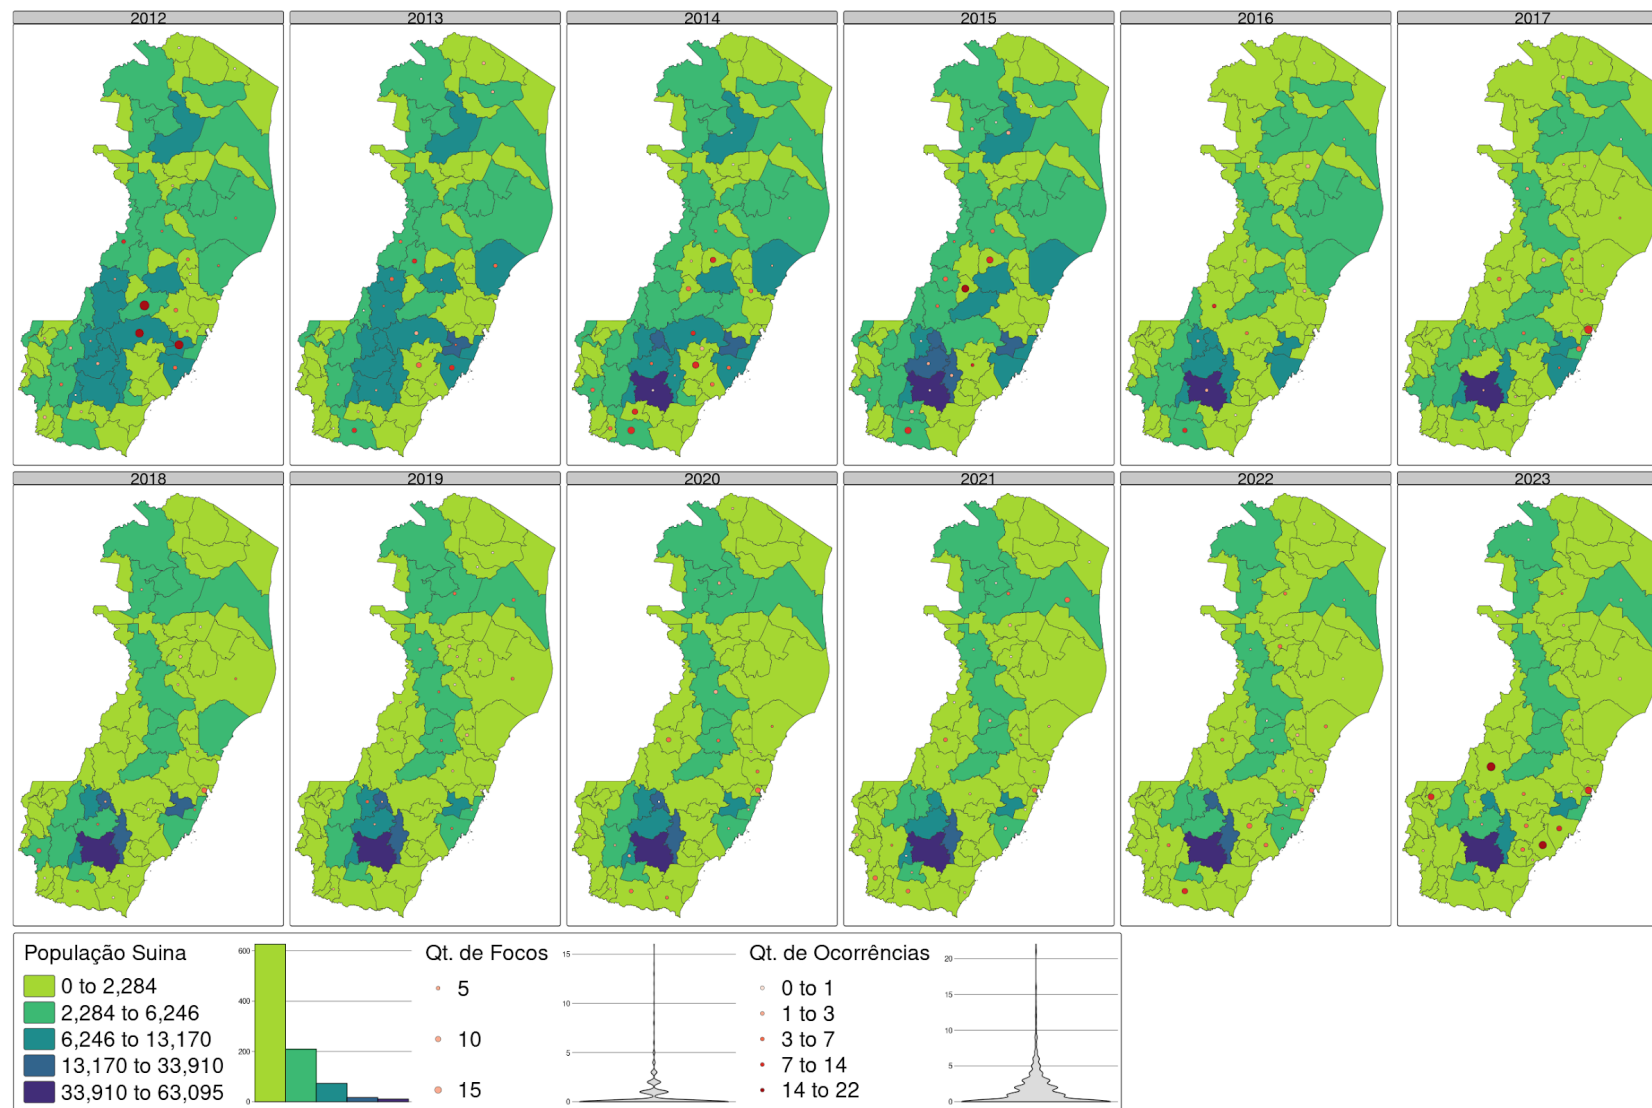 2012
2013
2014
2015
2016
2017
2018
2019
2020
2021
2022
2023
População Suina
0 to 2,284
2,284 to 6,246
6,246 to 13,170
13,170 to 33,910
33,910 to 63,095
600
400
200
0
Qt. de Focos
5
10
15
15
10
5
0
Qt. de Ocorrências
0 to 1
1 to 3
3 to 7
7 to 14
14 to 22
20
15
10
5
0